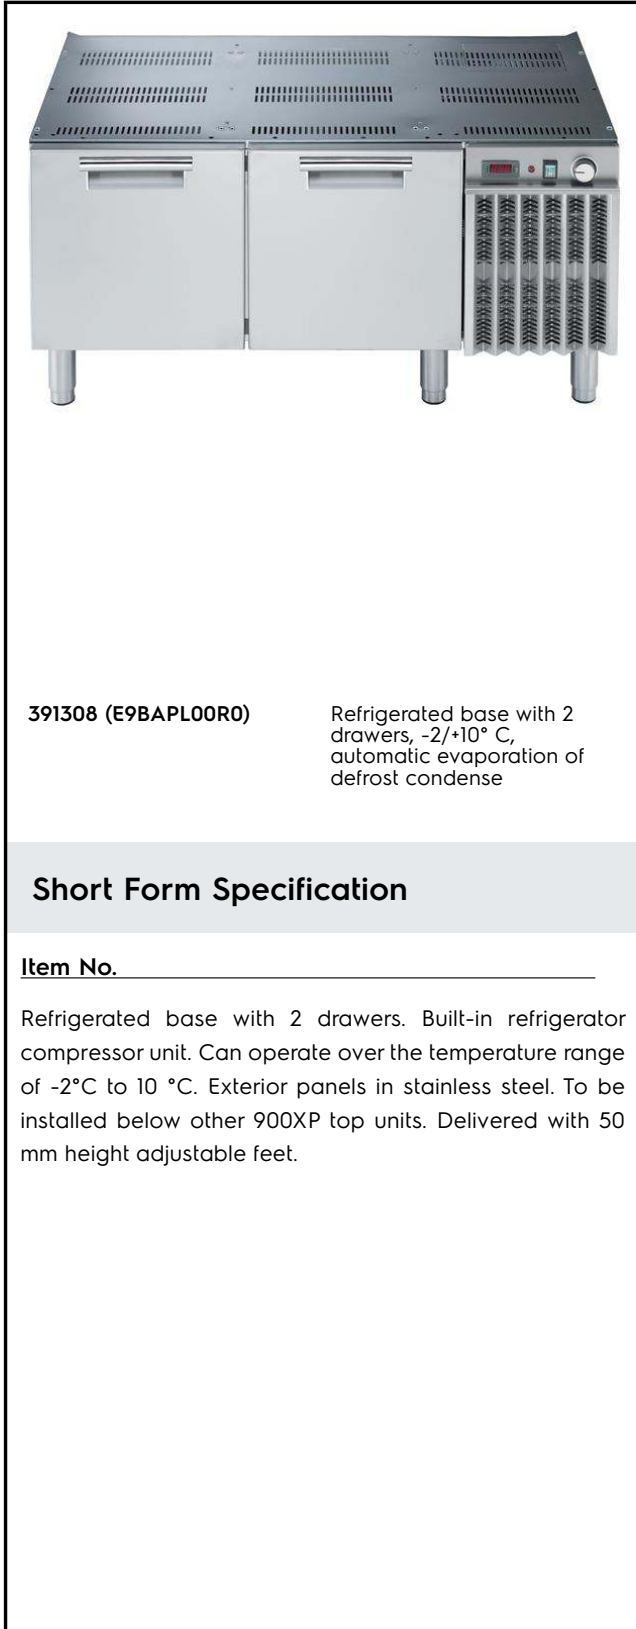 391308 (E9BAPL00R0)
Refrigerated base with 2
drawers, -2/+10° C,
automatic evaporation of
defrost condense
Short Form Specification
Item No.
Refrigerated base with 2 drawers. Built-in refrigerator
compressor unit. Can operate over the temperature range
of -2°C to 10 °C. Exterior panels in stainless steel. To be
installed below other 900XP top units. Delivered with 50
mm height adjustable feet.